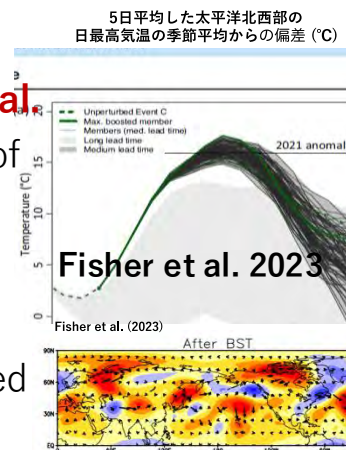 5日平均した太平洋北西部の
日最高気温の季節平均からの偏差 (℃)
e
al.
of
Unperturbed Event C
Max. boosted member
Members (med. lead time)
Long lead time
Medium lead time
2021 anomal
Temperature (°C)
20
15
10
5
0
Fisher et al. 2023
Fisher et al. (2023)
After BST
ed
90N
60N
30N
EQ